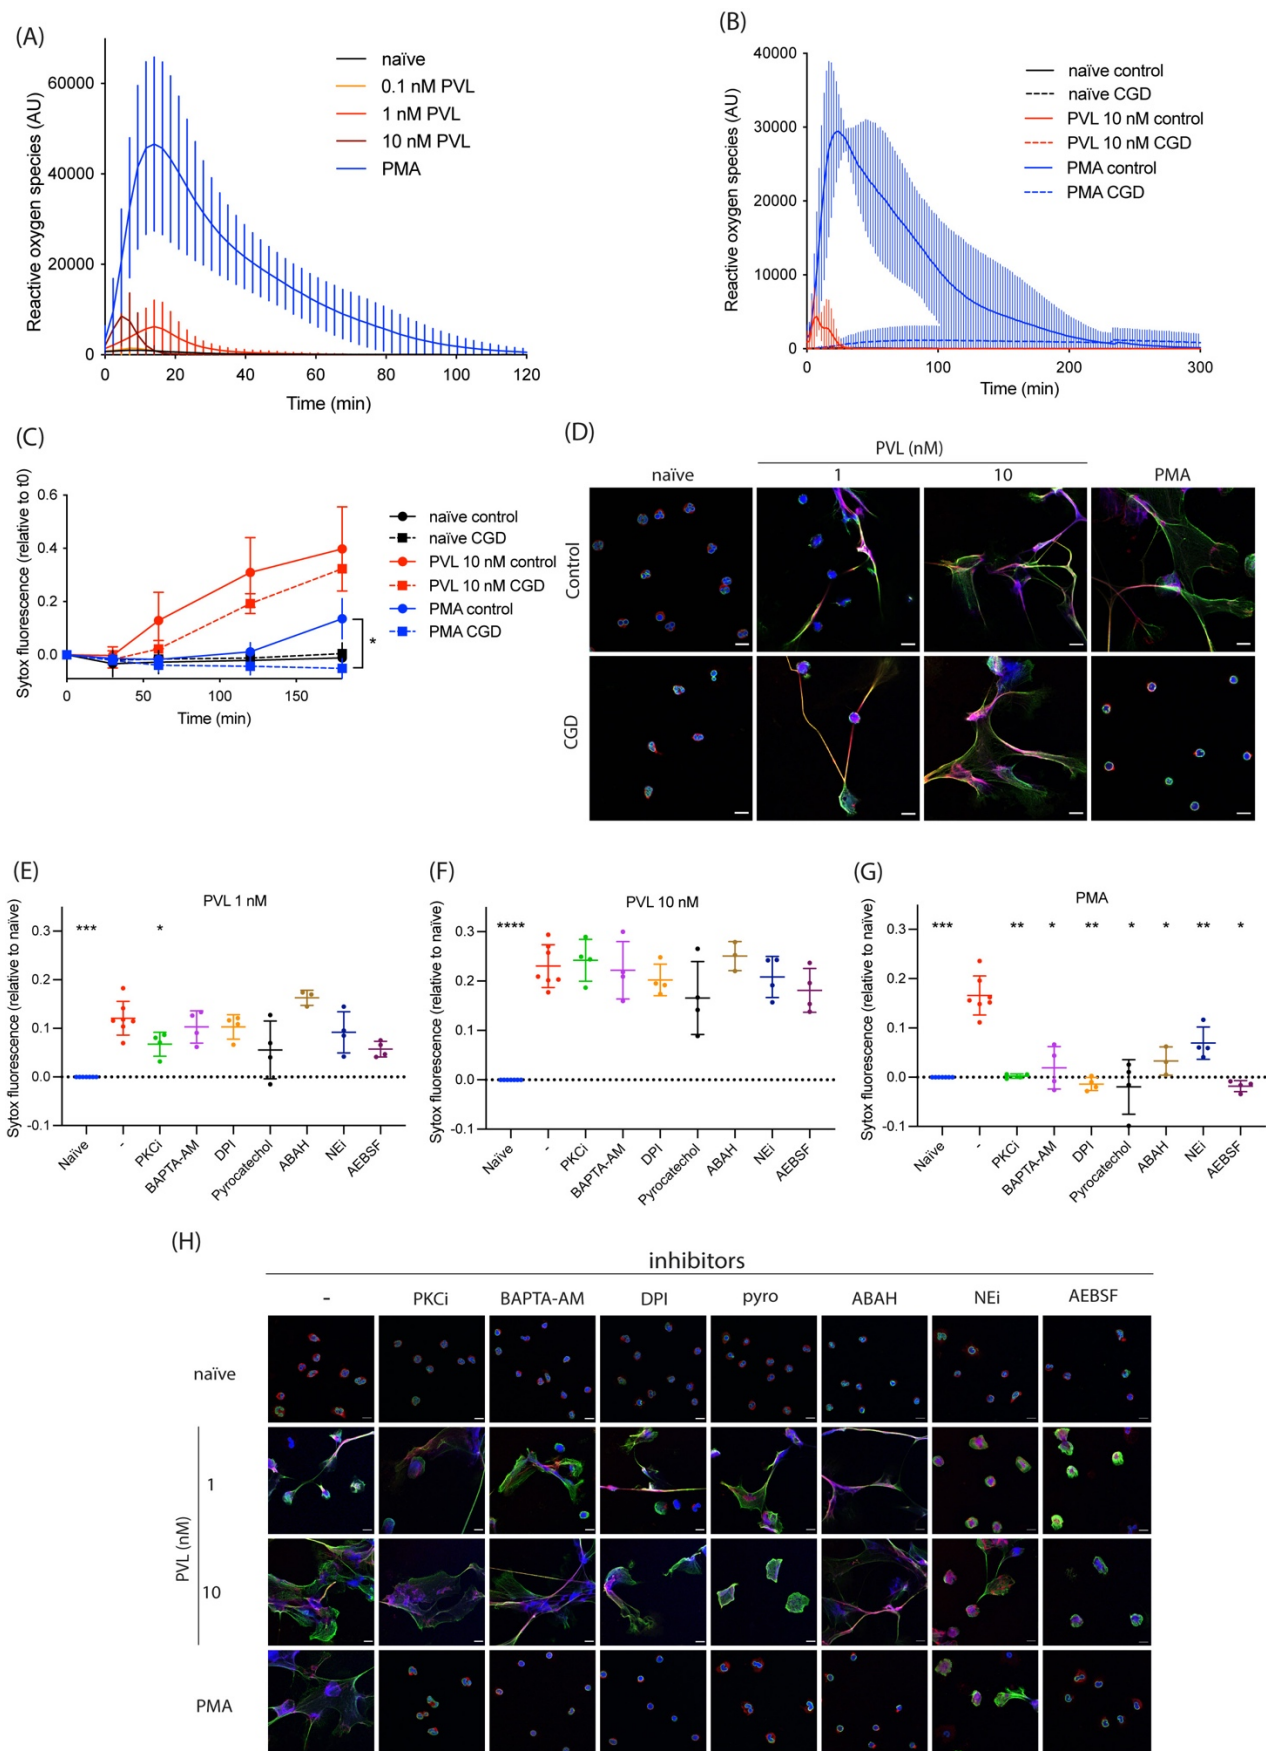 (A)
Reactive oxygen species (AU)
60000
40000
20000
0
0 20 40 60 80 100 120
Time (min)
naïve
0.1 nM PVL
1 nM PVL
10 nM PVL
PMA
(B)
Reactive oxygen species (AU)
40000
30000
20000
10000
0
0 100 200 300
Time (min)
naïve control
naïve CGD
PVL 10 nM control
PVL 10 nM CGD
PMA control
PMA CGD
(C)
Sytox fluorescence (relative to t0)
0.6
0.4
0.2
0.0
0 50 100 150
Time (min)
naïve control
naïve CGD
PVL 10 nM control
PVL 10 nM CGD
PMA control
PMA CGD
*
(D)
PVL (nM)
naïve 1 10 PMA
Control
CGD
(E)
PVL 1 nM
Sytox fluorescence (relative to naïve)
0.3
0.2
0.1
0.0
-0.1
*** *
Naïve - PKCi BAPTA-AM DPI Pyrocatechol ABAH NEi AEBSF
(F)
PVL 10 nM
Sytox fluorescence (relative to naïve)
0.3
0.2
0.1
0.0
-0.1
****
Naïve - PKCi BAPTA-AM DPI Pyrocatechol ABAH NEi AEBSF
(G)
PMA
Sytox fluorescence (relative to naïve)
0.3
0.2
0.1
0.0
-0.1
*** ** * ** * * ** *
Naïve - PKCi BAPTA-AM DPI Pyrocatechol ABAH NEi AEBSF
(H)
inhibitors
- PKCi BAPTA-AM DPI pyro ABAH NEi AEBSF
naïve
PVL (nM)
1
10
PMA